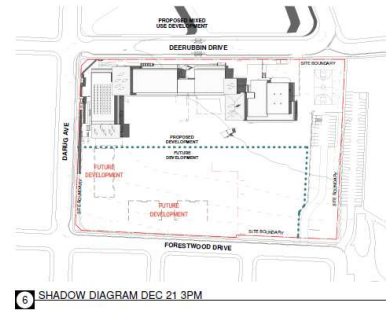 PROPOSED MIXED
USE DEVELOPMENT
DEERUBBIN DRIVE
SITE BOUNDARY
DARUG AVE
PROPOSED
DEVELOPMENT
FUTURE
DEVELOPMENT
FUTURE
DEVELOPMENT
FUTURE
DEVELOPMENT
SITE BOUNDARY
SITE BOUNDARY
SITE BOUNDARY
FORESTWOOD DRIVE
6 SHADOW DIAGRAM DEC 21 3PM